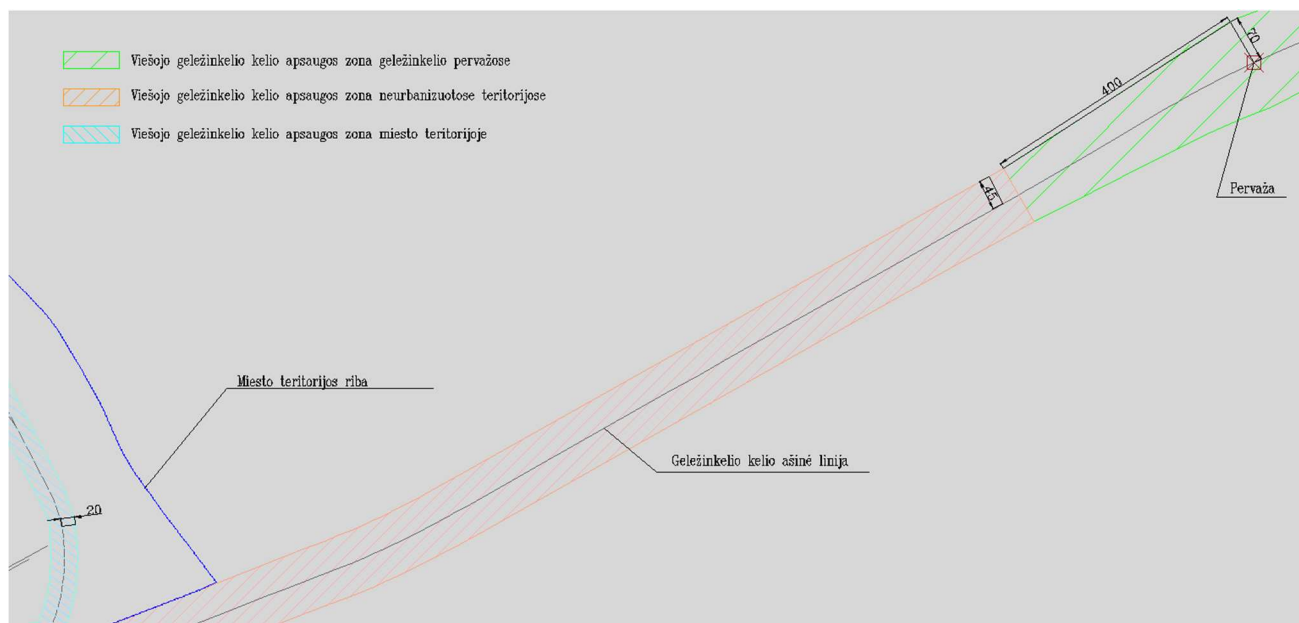 Viešojo geležinkelio kelio apsaugos zona geležinkelio pervažose
Viešojo geležinkelio kelio apsaugos zona neurbanizuotose teritorijose
Viešojo geležinkelio kelio apsaugos zona miesto teritorijoje
70
400
Pervaža
45
Miesto teritorijos riba
Geležinkelio kelio ašinė linija
20